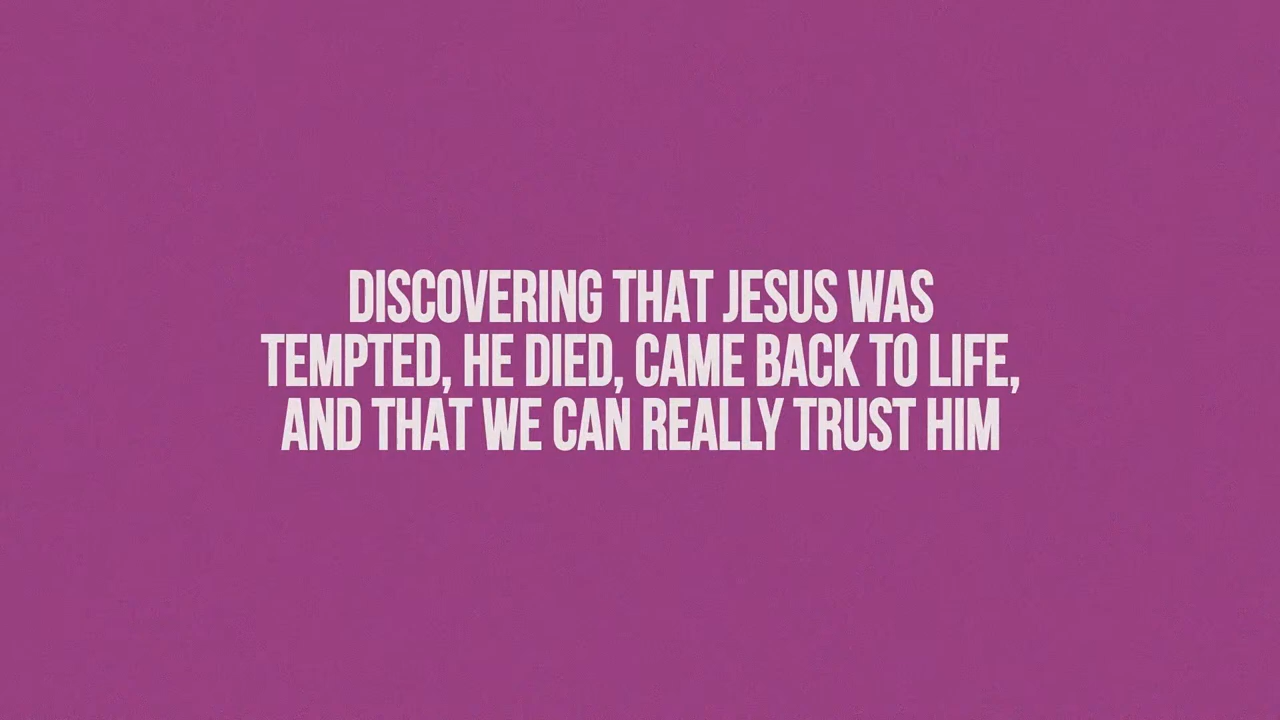 DISCOVERING THAT JESUS WAS
TEMPTED, HE DIED, CAME BACK TO LIFE,
AND THAT WE CAN REALLY TRUST HIM